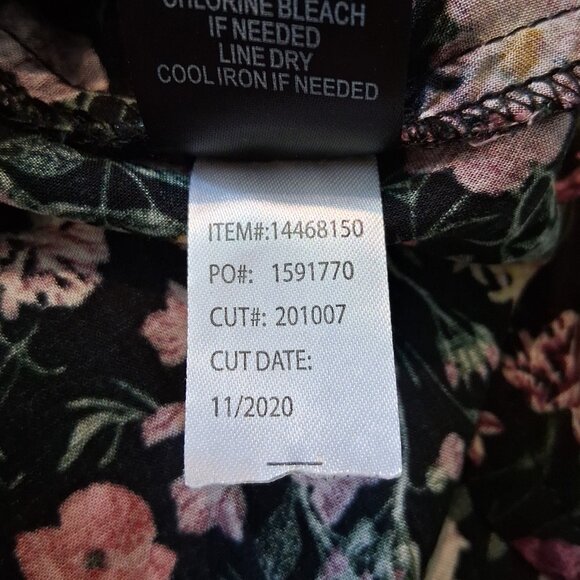 CHLORINE BLEACH
IF NEEDED
LINE DRY
COOL IRON IF NEEDED
ITEM#:14468150
PO#: 1591770
CUT#: 201007
CUT DATE:
11/2020